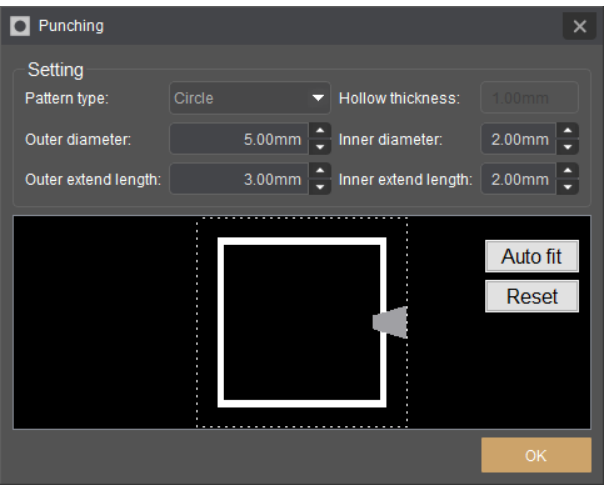 Punching
Setting
Pattern type: Circle Hollow thickness: 1.00mm
Outer diameter: 5.00mm Inner diameter: 2.00mm
Outer extend length: 3.00mm Inner extend length: 2.00mm
Auto fit
Reset
OK